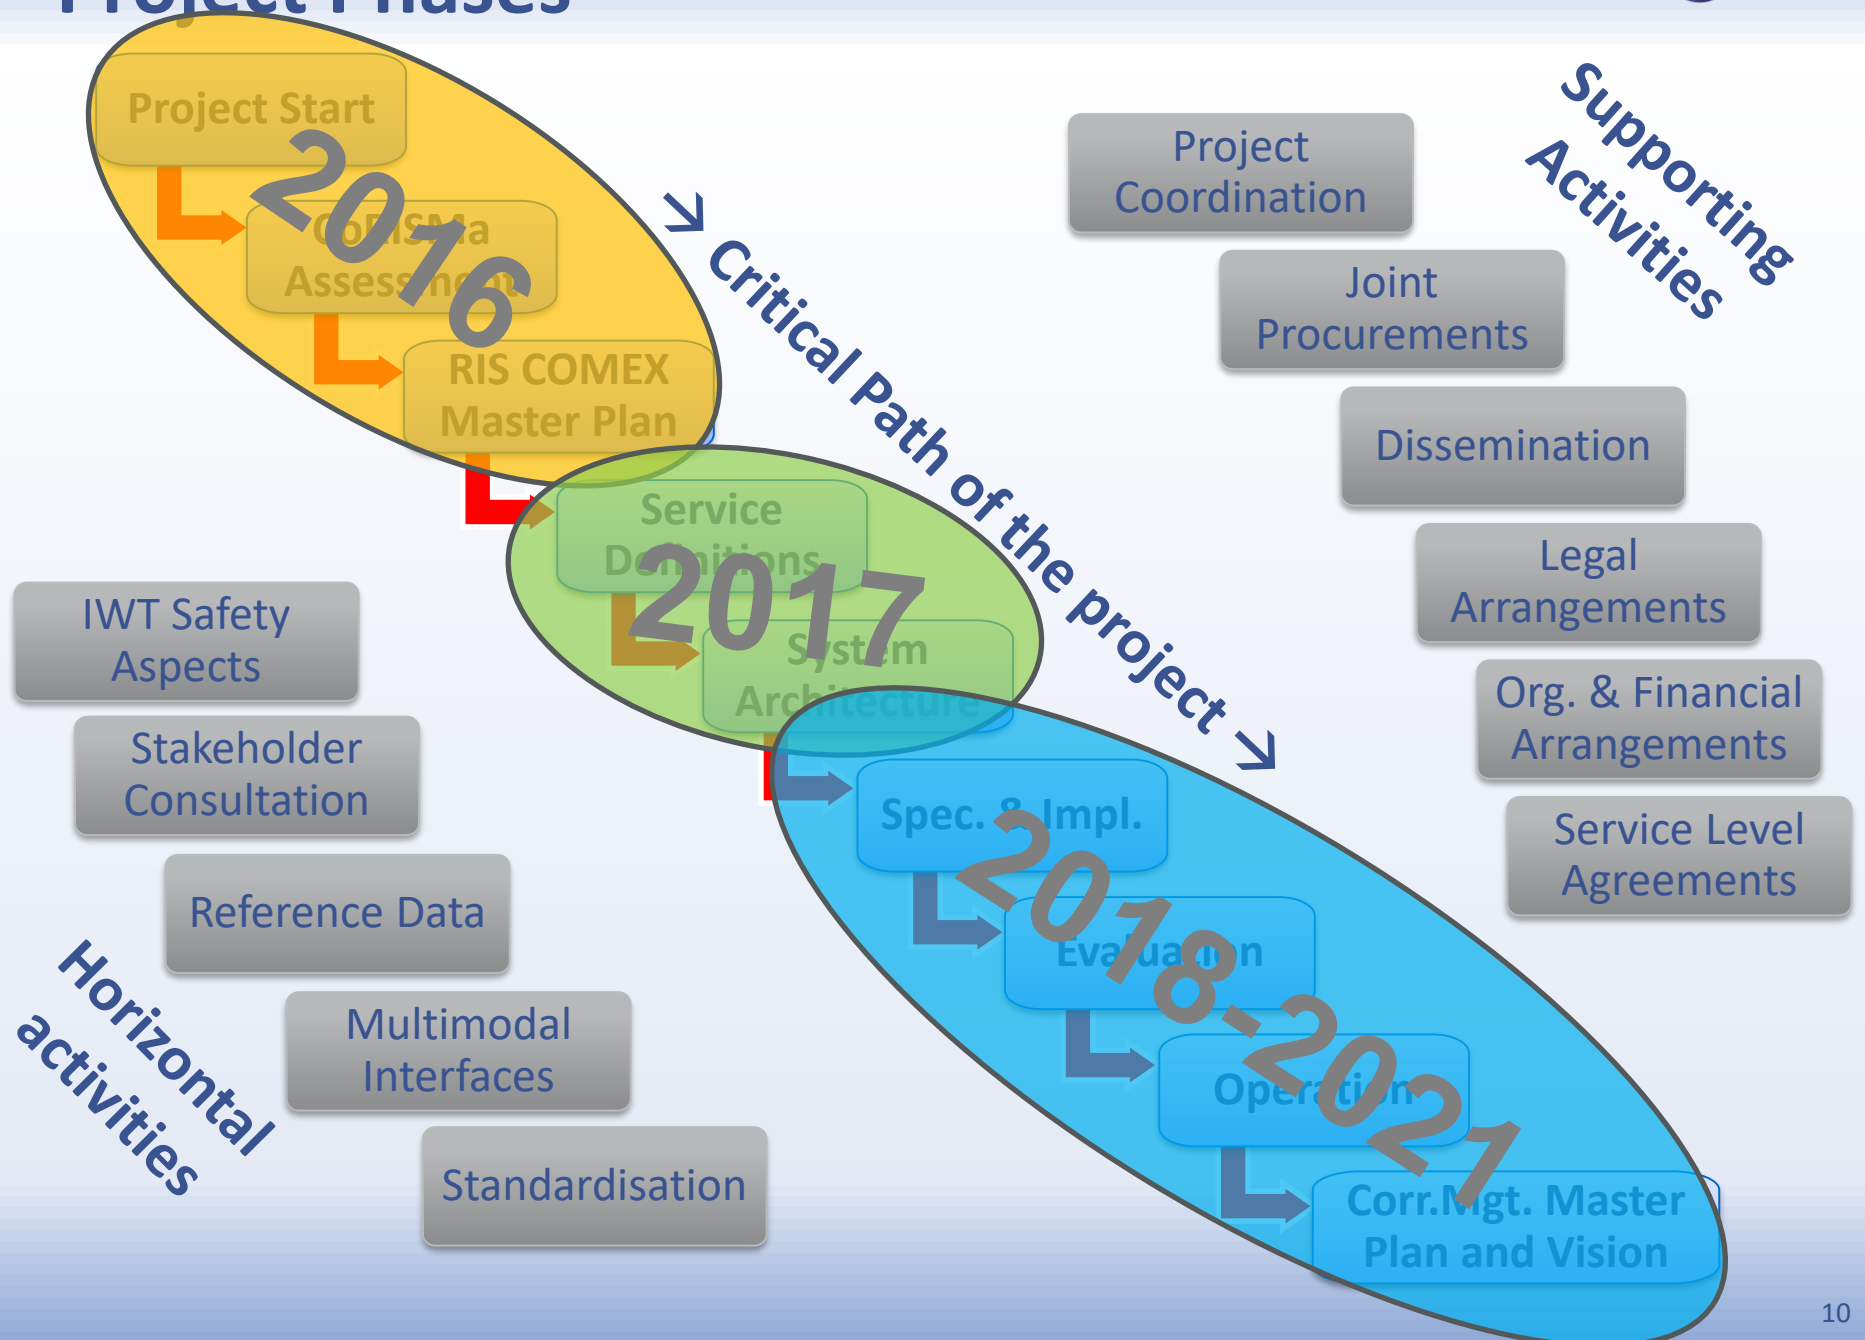 Project Phases
Project Start
CoRISMa
Assessment
RIS COMEX
Master Plan
2016
Service
Definitions
System
Architecture
2017
Spec. & Impl.
Evaluation
Operation
Corr.Mgt. Master
Plan and Vision
2018-2021
→ Critical Path of the project →
Supporting
Activities
Project
Coordination
Joint
Procurements
Dissemination
Legal
Arrangements
Org. & Financial
Arrangements
Service Level
Agreements
IWT Safety
Aspects
Stakeholder
Consultation
Reference Data
Multimodal
Interfaces
Standardisation
Horizontal
activities
10